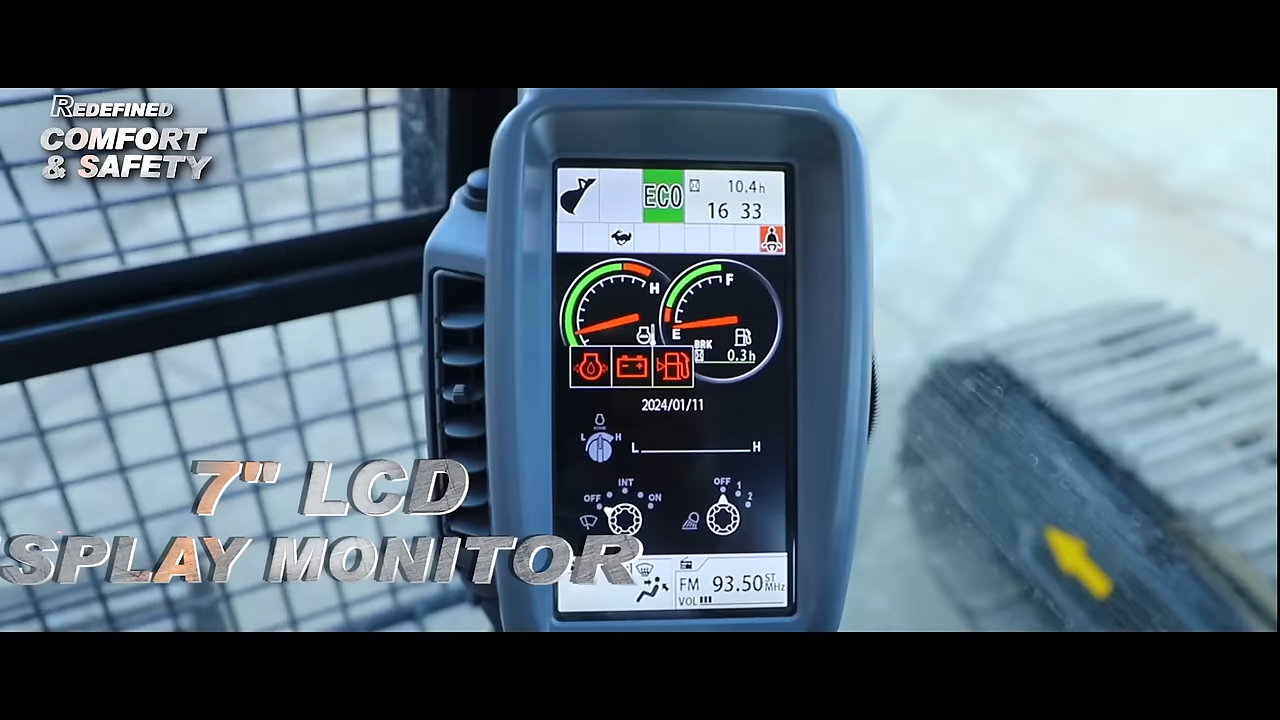 REDEFINED
COMFORT
& SAFETY
ECO
10.4h
16 33
H
F
E
BRK
0.3h
2024/01/11
L H
L H
INT
OFF ON
OFF 1
2
7" LCD
SPLAY MONITOR
FM 93.50 ST
MHz
VOL